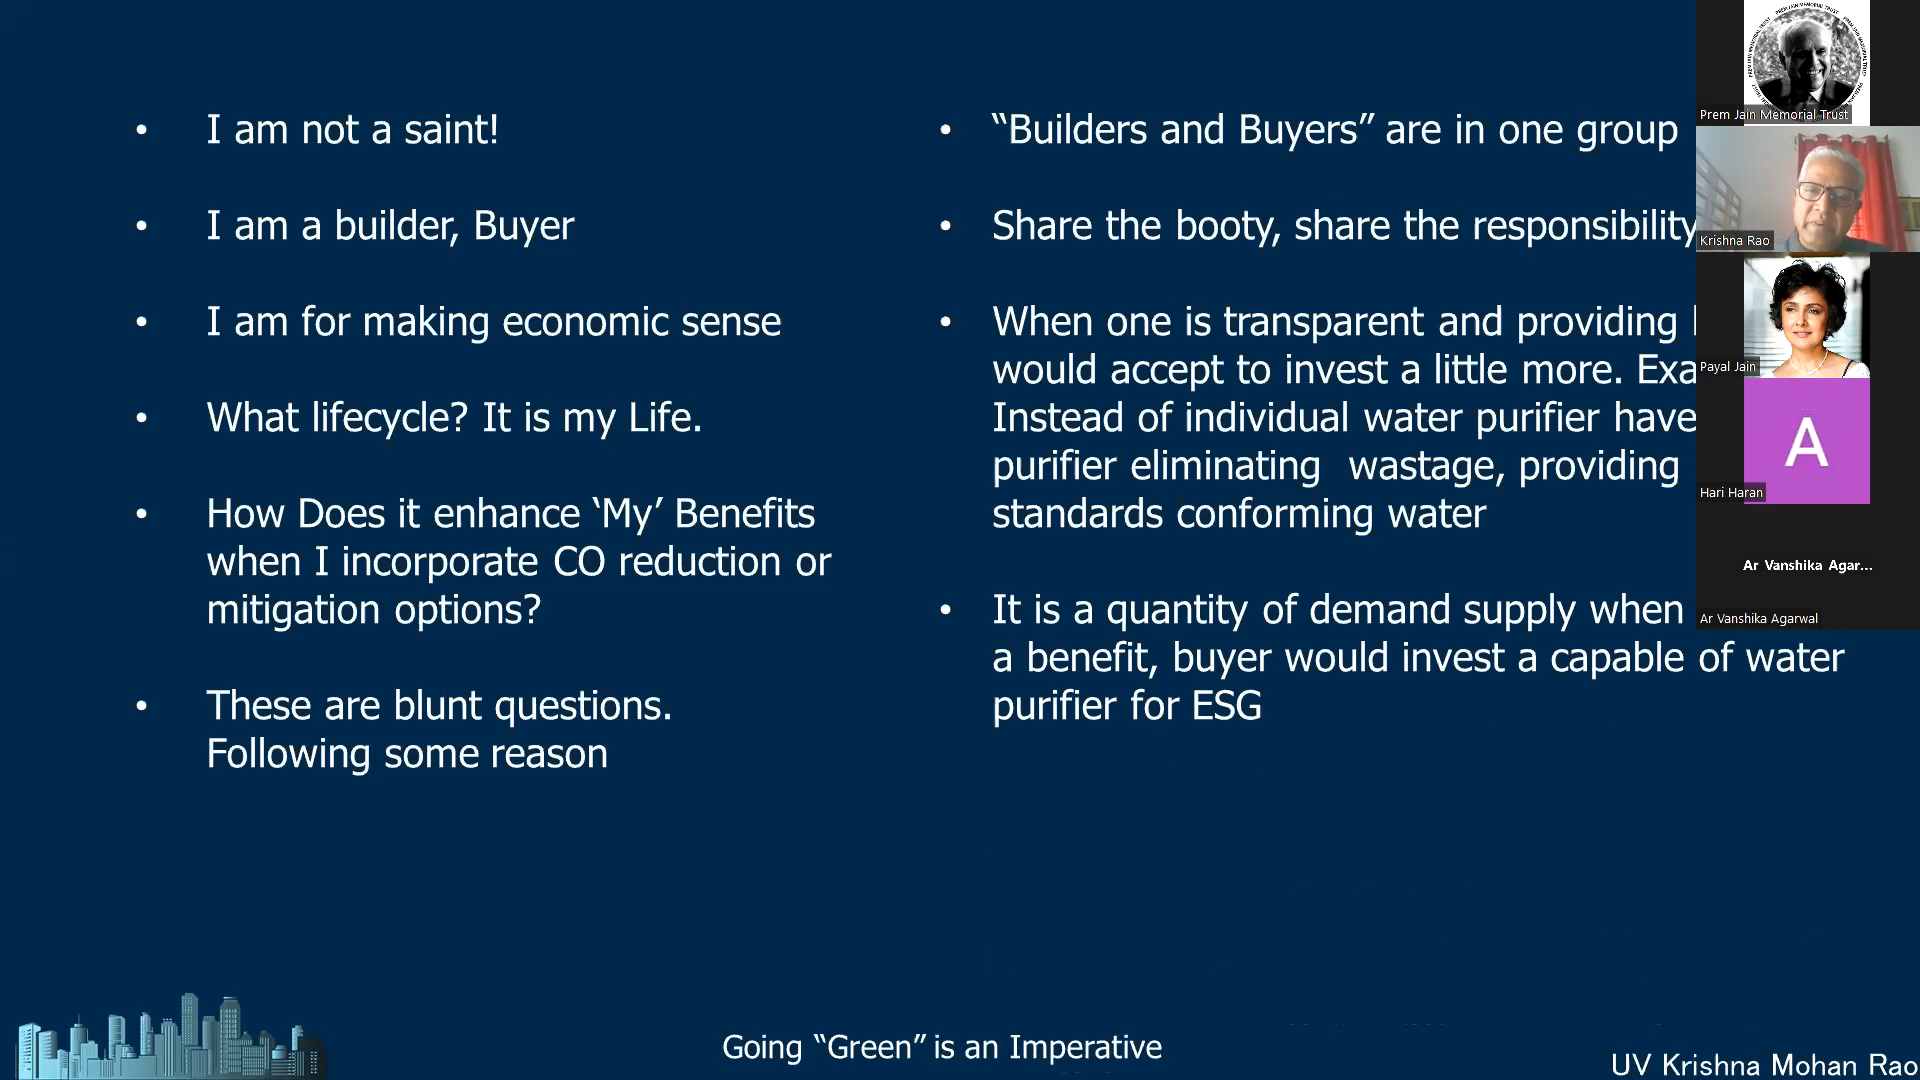 I am not a saint!
I am a builder, Buyer
I am for making economic sense
What lifecycle? It is my Life.
How Does it enhance ‘My’ Benefits
when I incorporate CO reduction or
mitigation options?
These are blunt questions.
Following some reason
“Builders and Buyers” are in one group
Share the booty, share the responsibility
When one is transparent and providing
would accept to invest a little more. Exa
Instead of individual water purifier have
purifier eliminating wastage, providing
standards conforming water
It is a quantity of demand supply when
a benefit, buyer would invest a capable of water
purifier for ESG
Going “Green” is an Imperative
UV Krishna Mohan Rao
Prem Jain Memorial Trust
Krishna Rao
Payal Jain
A
Hari Haran
Ar Vanshika Agar...
Ar Vanshika Agarwal